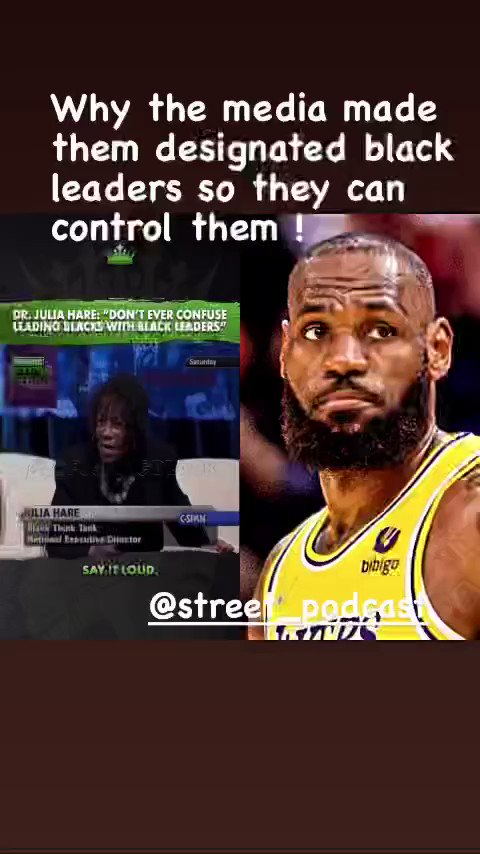 Why the media made
them designated black
leaders so they can
control them !
DR. JULIA HARE: "DON'T EVER CONFUSE
LEADING BLACKS WITH BLACK LEADERS"
Saturday
JULIA HARE
Black Think Tank
National Executive Director
C-SPAN
SAY IT LOUD.
bibigo
@street_podcast